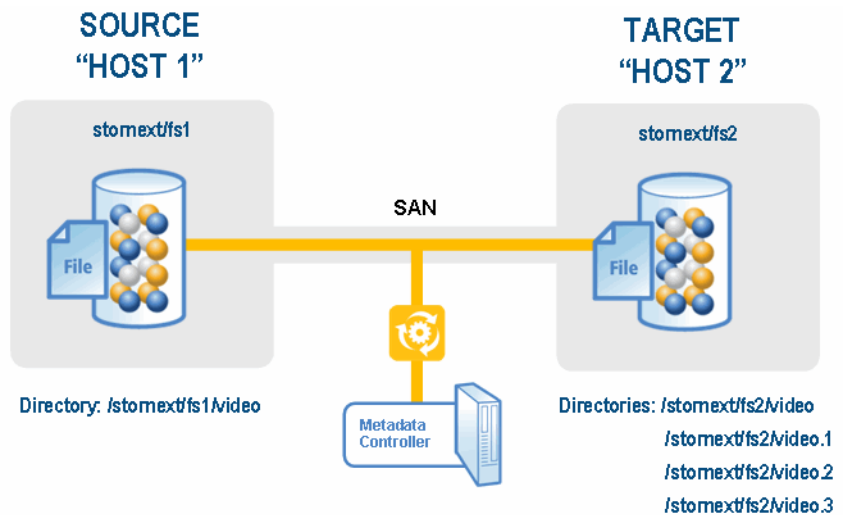 SOURCE
“HOST 1”
TARGET
“HOST 2”
stornext/fs1
stornext/fs2
SAN
File
File
Directory: /stornext/fs1/video
Metadata
Controller
Directories: /stornext/fs2/video
/stornext/fs2/video.1
/stornext/fs2/video.2
/stornext/fs2/video.3